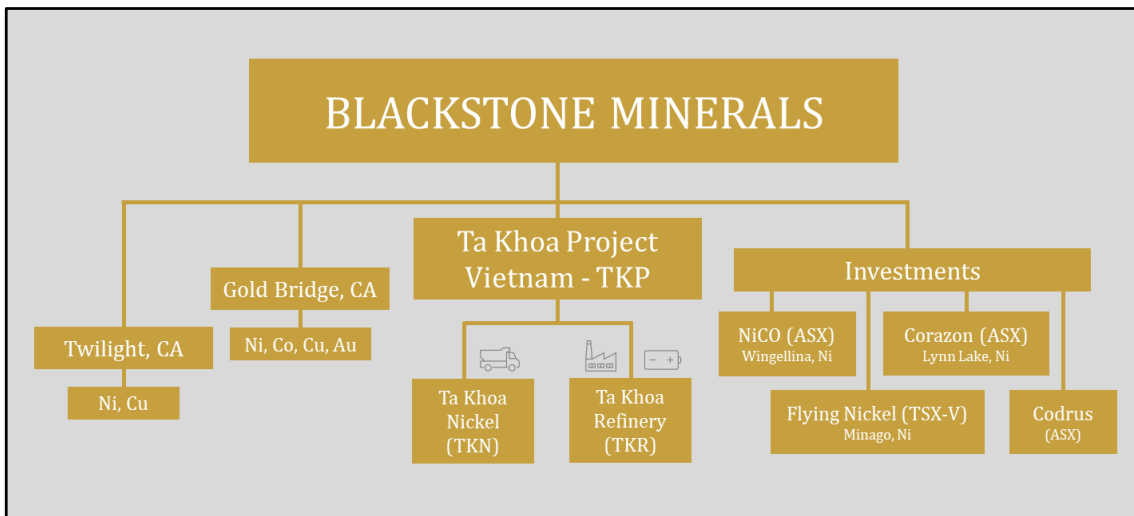 BLACKSTONE MINERALS
Ta Khoa Project
Vietnam - TKP
Investments
Gold Bridge, CA
Ni, Co, Cu, Au
Twilight, CA
Ni, Cu
Ta Khoa
Nickel
(TKN)
Ta Khoa
Refinery
(TKR)
NiCO (ASX)
Wingellina, Ni
Corazon (ASX)
Lynn Lake, Ni
Flying Nickel (TSX-V)
Minago, Ni
Codrus
(ASX)